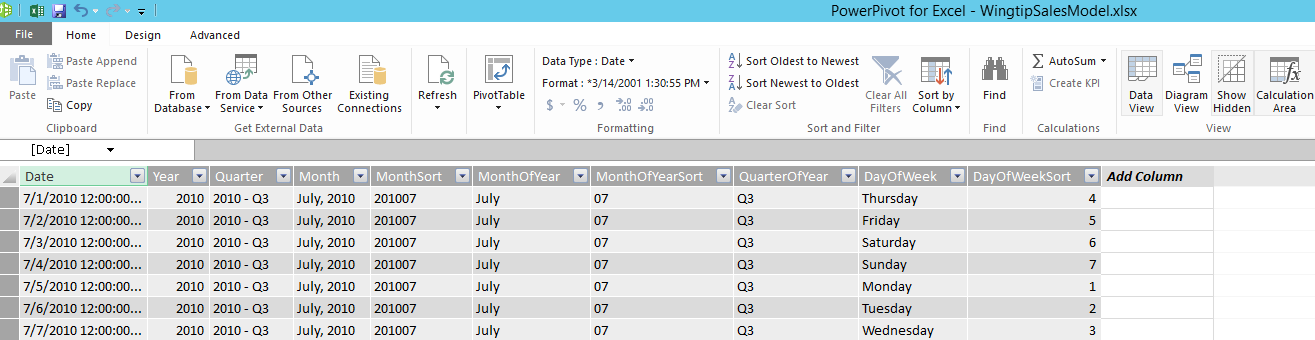 PowerPivot for Excel - WingtipSalesModel.xlsx
File Home Design Advanced
Paste
Paste Append
Paste Replace
Copy
Clipboard
From Database
From Data Service
From Other Sources
Existing Connections
Get External Data
Refresh
PivotTable
Data Type : Date
Format : *3/14/2001 1:30:55 PM
$ % , .0 .00 .00 .0
Formatting
Sort Oldest to Newest
Sort Newest to Oldest
Clear Sort
Clear All Filters
Sort by Column
Sort and Filter
Find
Find
AutoSum
Create KPI
Calculations
Data View
Diagram View
Show Hidden
Calculation Area
View
[Date]
Date Year Quarter Month MonthSort MonthOfYear MonthOfYearSort QuarterOfYear DayOfWeek DayOfWeekSort Add Column
7/1/2010 12:00:00... 2010 2010 - Q3 July, 2010 201007 July 07 Q3 Thursday 4
7/2/2010 12:00:00... 2010 2010 - Q3 July, 2010 201007 July 07 Q3 Friday 5
7/3/2010 12:00:00... 2010 2010 - Q3 July, 2010 201007 July 07 Q3 Saturday 6
7/4/2010 12:00:00... 2010 2010 - Q3 July, 2010 201007 July 07 Q3 Sunday 7
7/5/2010 12:00:00... 2010 2010 - Q3 July, 2010 201007 July 07 Q3 Monday 1
7/6/2010 12:00:00... 2010 2010 - Q3 July, 2010 201007 July 07 Q3 Tuesday 2
7/7/2010 12:00:00... 2010 2010 - Q3 July, 2010 201007 July 07 Q3 Wednesday 3